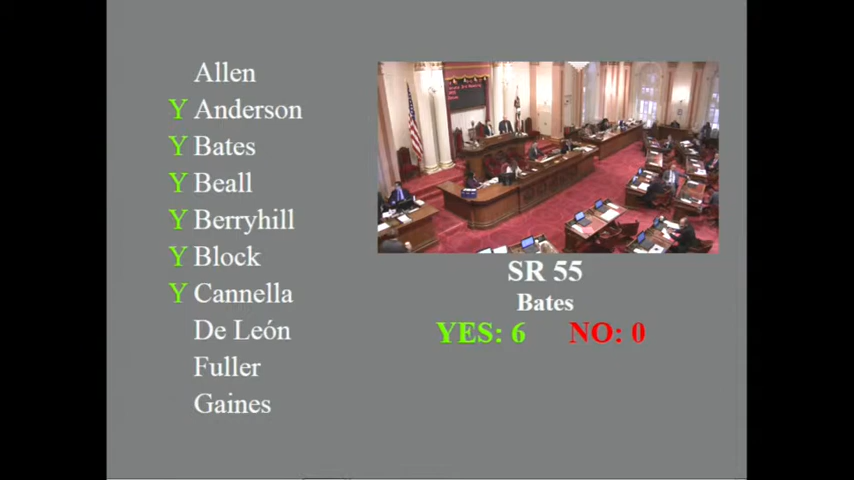 Allen
Y Anderson
Y Bates
Y Beall
Y Berryhill
Y Block
Y Cannella
De León
Fuller
Gaines
SR 55
Bates
YES: 6 NO: 0